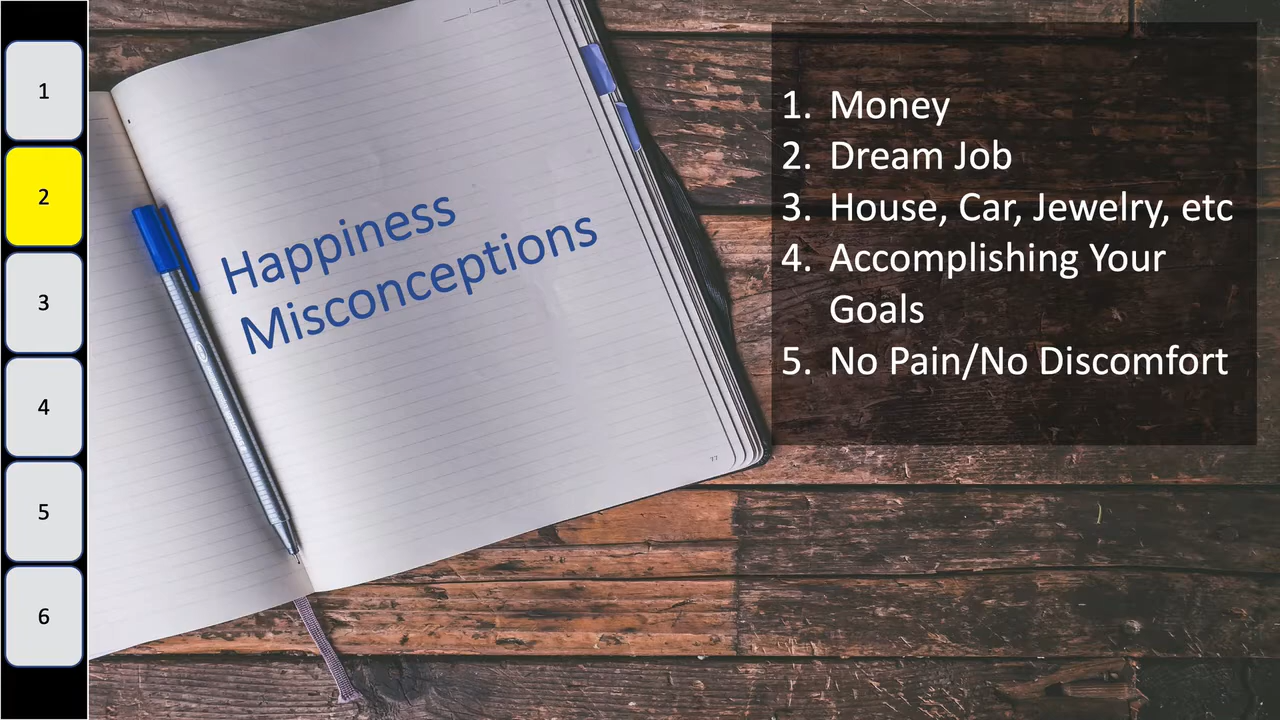 1
2
3
4
5
6
Happiness
Misconceptions
1. Money
2. Dream Job
3. House, Car, Jewelry, etc
4. Accomplishing Your
Goals
5. No Pain/No Discomfort
77